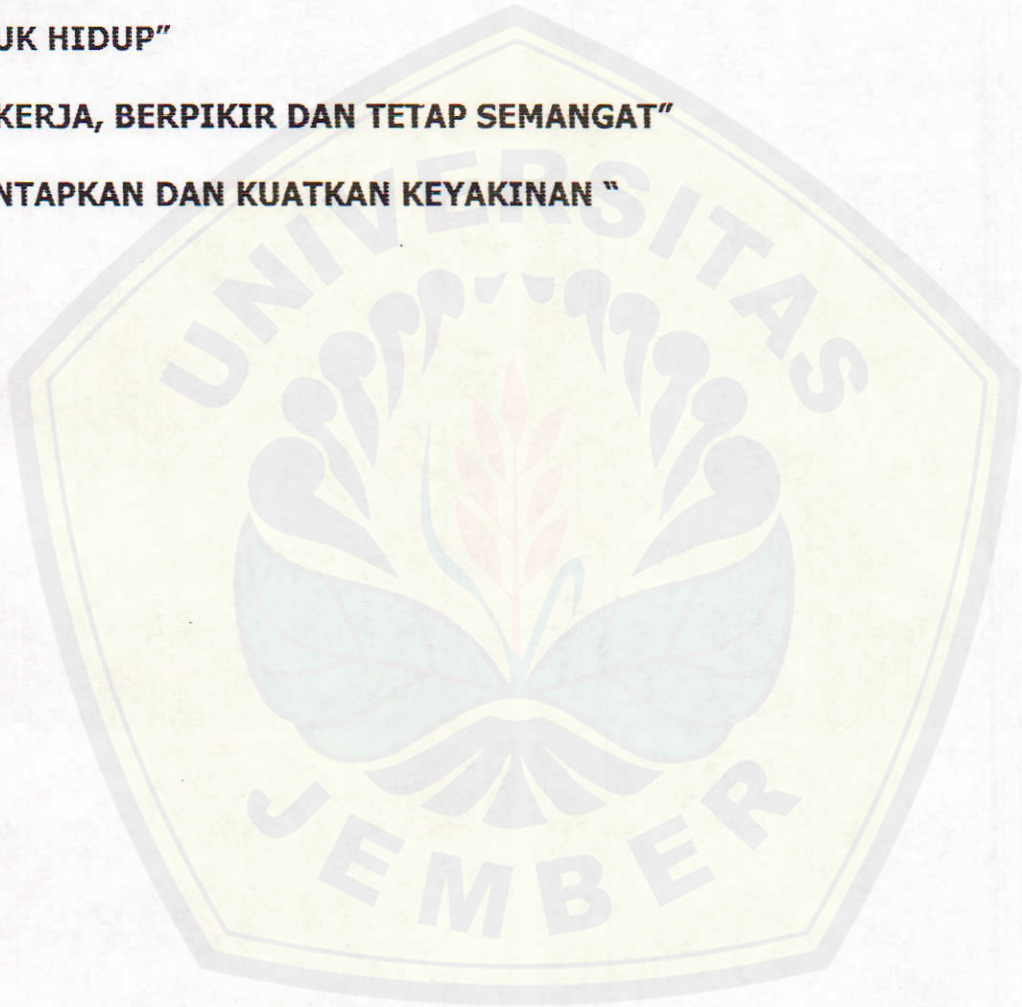 UK HIDUP”
KERJA, BERPIKIR DAN TETAP SEMANGAT”
NTAPKAN DAN KUATKAN KEYAKINAN “
UNIVERSITAS
JEMBER